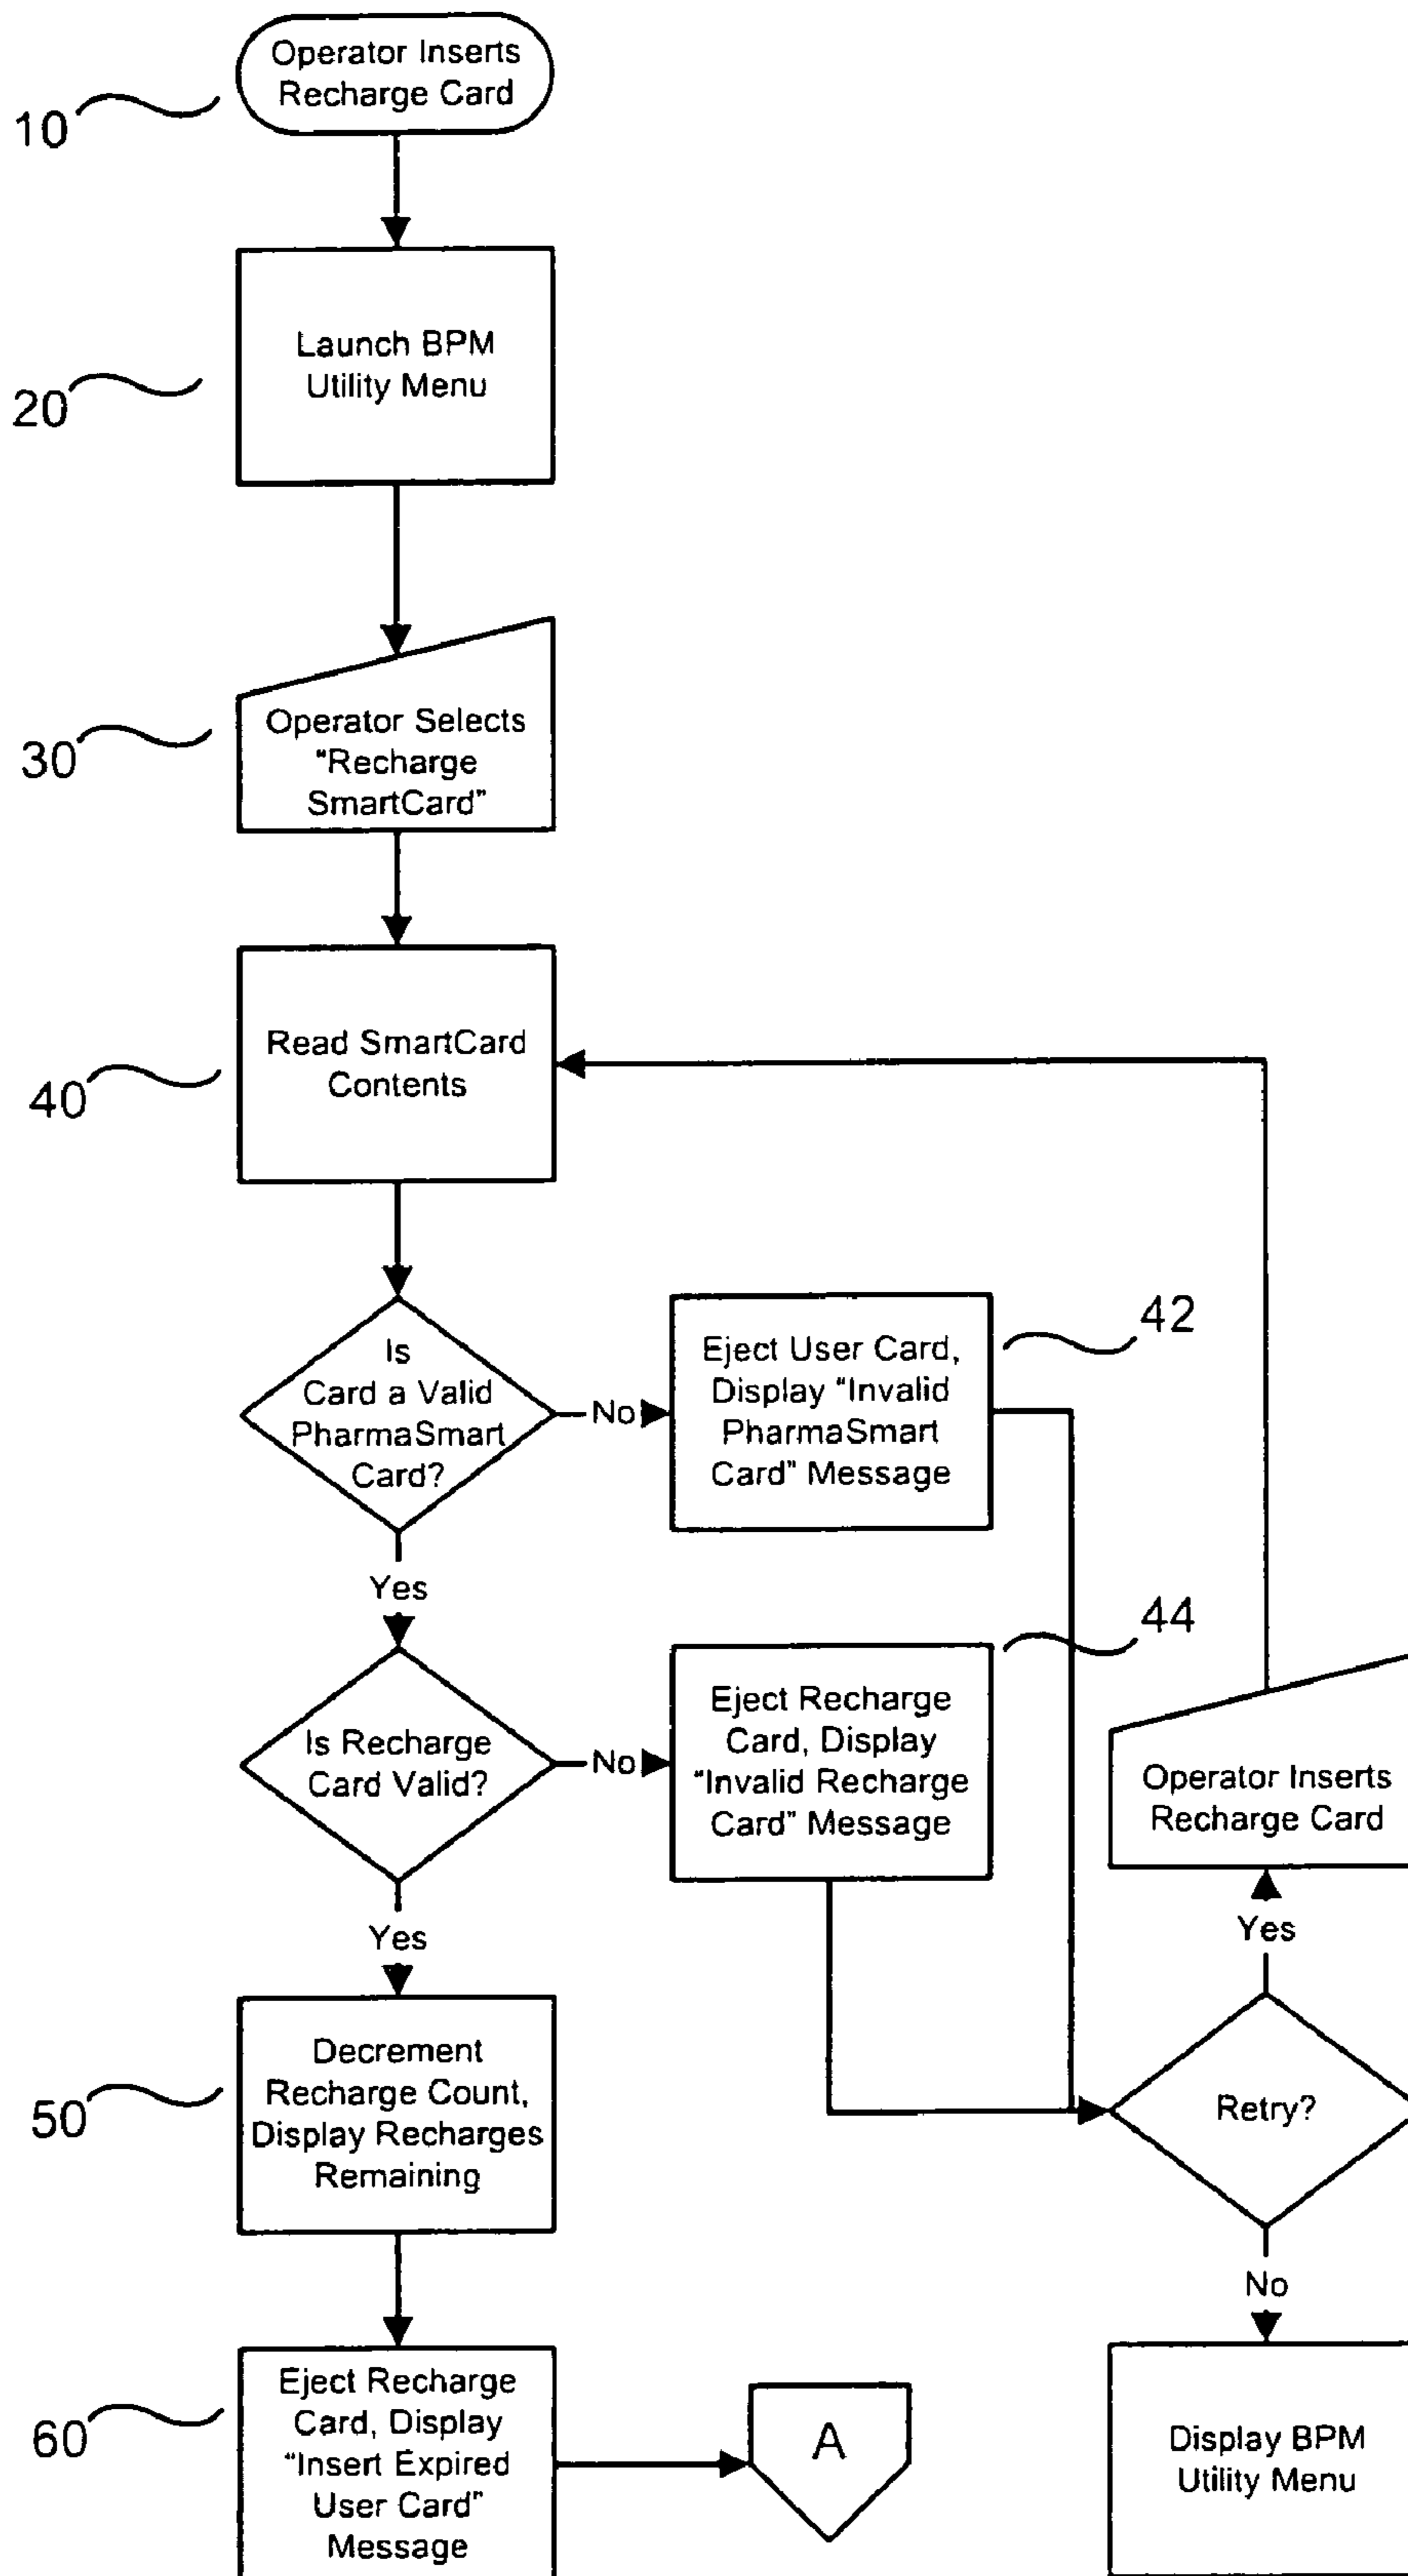 Operator Inserts
Recharge Card
10
Launch BPM
Utility Menu
20
Operator Selects
"Recharge
SmartCard"
30
Read SmartCard
Contents
40
Is
Card a Valid
PharmaSmart
Card?
No
Eject User Card,
Display "Invalid
PharmaSmart
Card" Message
42
Yes
Is Recharge
Card Valid?
No
Eject Recharge
Card, Display
"Invalid Recharge
Card" Message
44
Operator Inserts
Recharge Card
Yes
Yes
Decrement
Recharge Count,
Display Recharges
Remaining
50
Retry?
No
Eject Recharge
Card, Display
"Insert Expired
User Card"
Message
60
A
Display BPM
Utility Menu